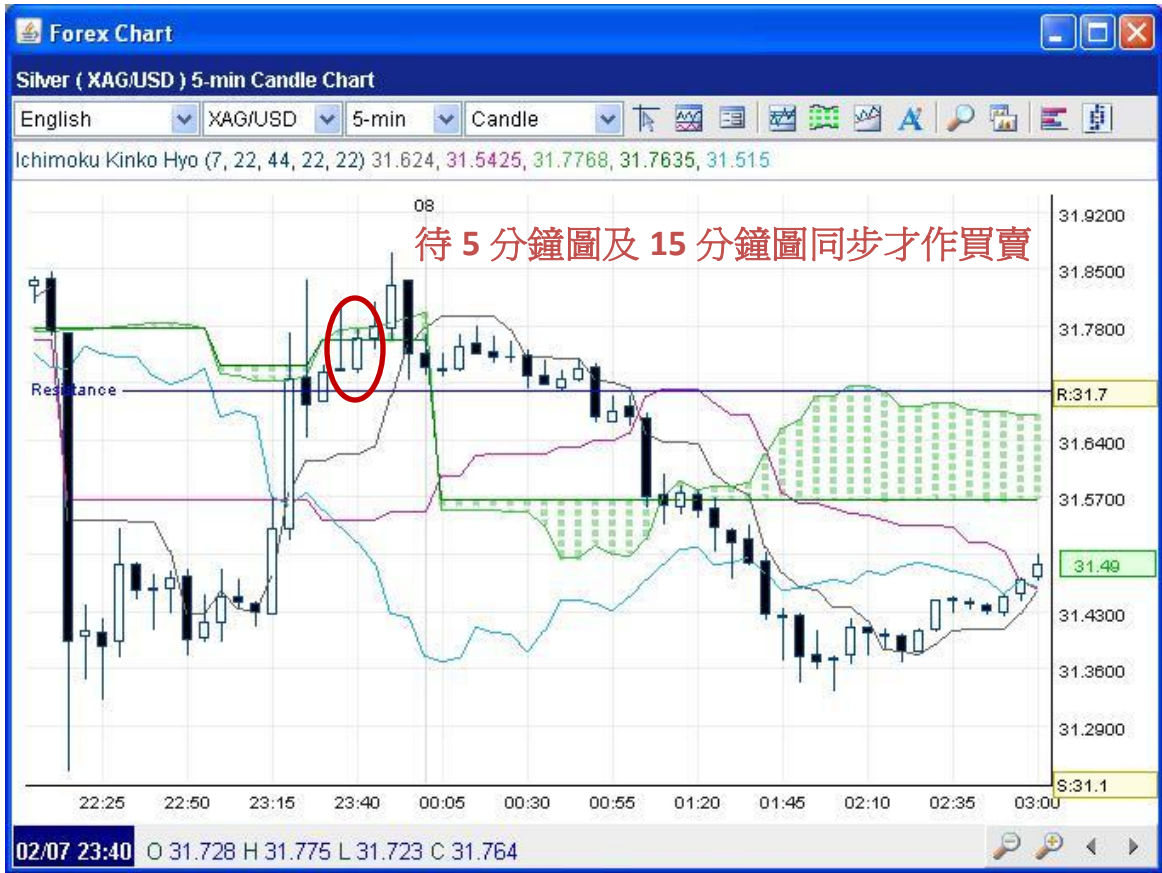 Forex Chart
Silver ( XAG/USD ) 5-min Candle Chart
English XAG/USD 5-min Candle
Ichimoku Kinko Hyo (7, 22, 44, 22, 22) 31.624, 31.5425, 31.7768, 31.7635, 31.515
08
31.9200
待 5 分鐘圖及 15 分鐘圖同步才作買賣
31.8500
31.7800
Resistance
R:31.7
31.6400
31.5700
31.49
31.4300
31.3600
31.2900
S:31.1
22:25 22:50 23:15 23:40 00:05 00:30 00:55 01:20 01:45 02:10 02:35 03:00
02/07 23:40 O 31.728 H 31.775 L 31.723 C 31.764